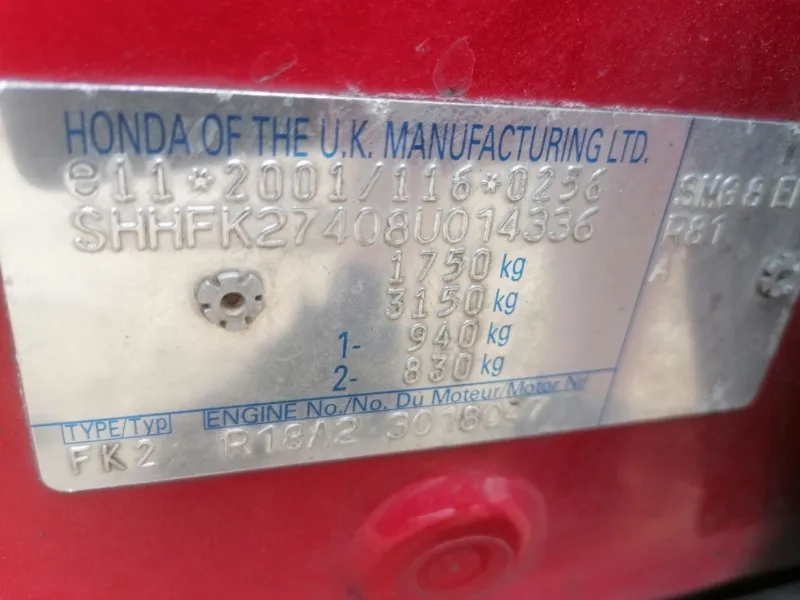 HONDA OF THE U.K. MANUFACTURING LTD.
e11*2001/116*0256
SHHFK27408U014336
1750 kg
3150 kg
1- 940 kg
2- 830 kg
TYPE/Typ ENGINE No./No. Du Moteur/Motor Nr
FK2 R18A2
R81
A